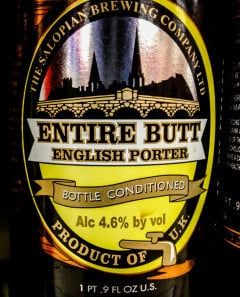 THE SALOPIAN BREWING COMPANY LTD
ENTIRE BUTT
ENGLISH PORTER
BOTTLE CONDITIONED
Alc 4.6% by vol
PRODUCT OF U.K
1 PT .9 FL OZ U.S.